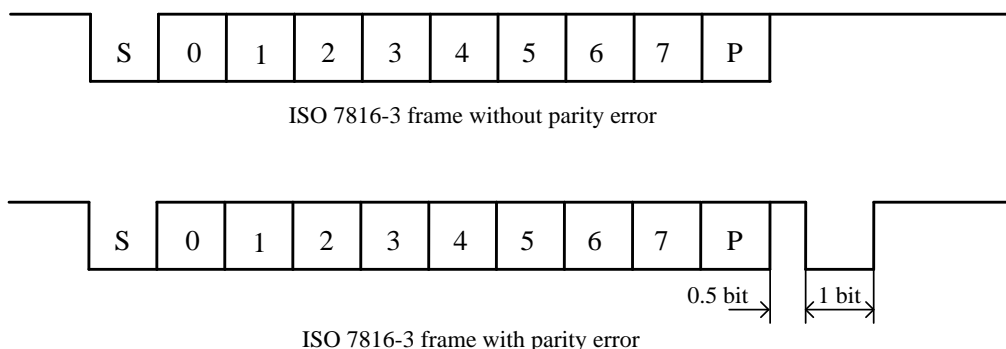 S 0 1 2 3 4 5 6 7 P
ISO 7816-3 frame without parity error
S 0 1 2 3 4 5 6 7 P
0.5 bit 1 bit
ISO 7816-3 frame with parity error